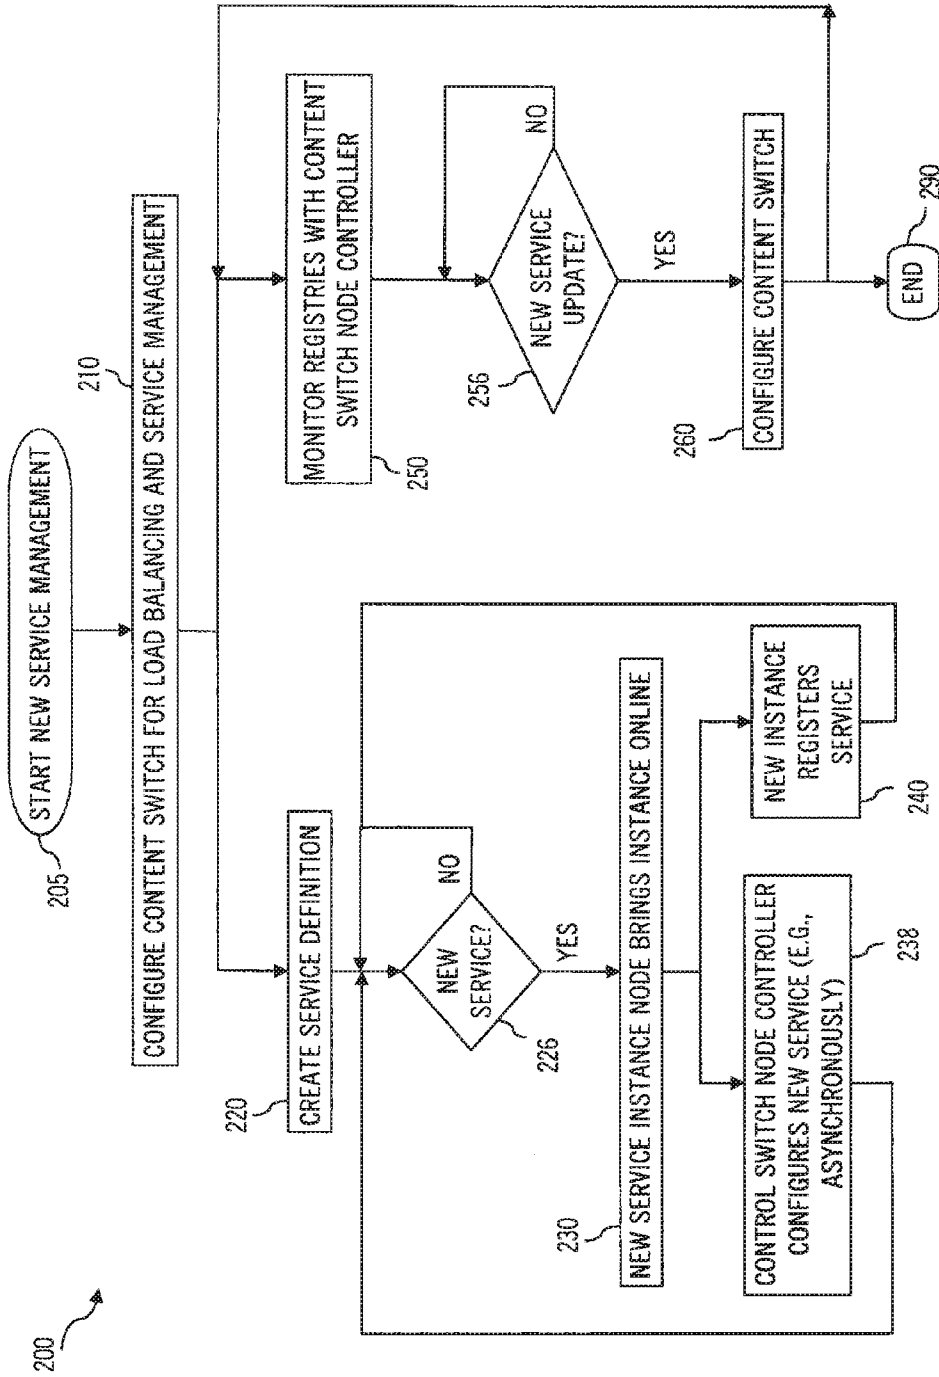 200
START NEW SERVICE MANAGEMENT
205
210
CONFIGURE CONTENT SWITCH FOR LOAD BALANCING AND SERVICE MANAGEMENT
220
CREATE SERVICE DEFINITION
NEW
SERVICE?
NO
226
YES
230
NEW SERVICE INSTANCE NODE BRINGS INSTANCE ONLINE
CONTROL SWITCH NODE CONTROLLER
CONFIGURES NEW SERVICE (E.G.,
ASYNCHRONOUSLY)
238
NEW INSTANCE
REGISTERS
SERVICE
240
MONITOR REGISTRIES WITH CONTENT
SWITCH NODE CONTROLLER
250
NEW SERVICE
UPDATE?
NO
256
YES
260
CONFIGURE CONTENT SWITCH
END
290